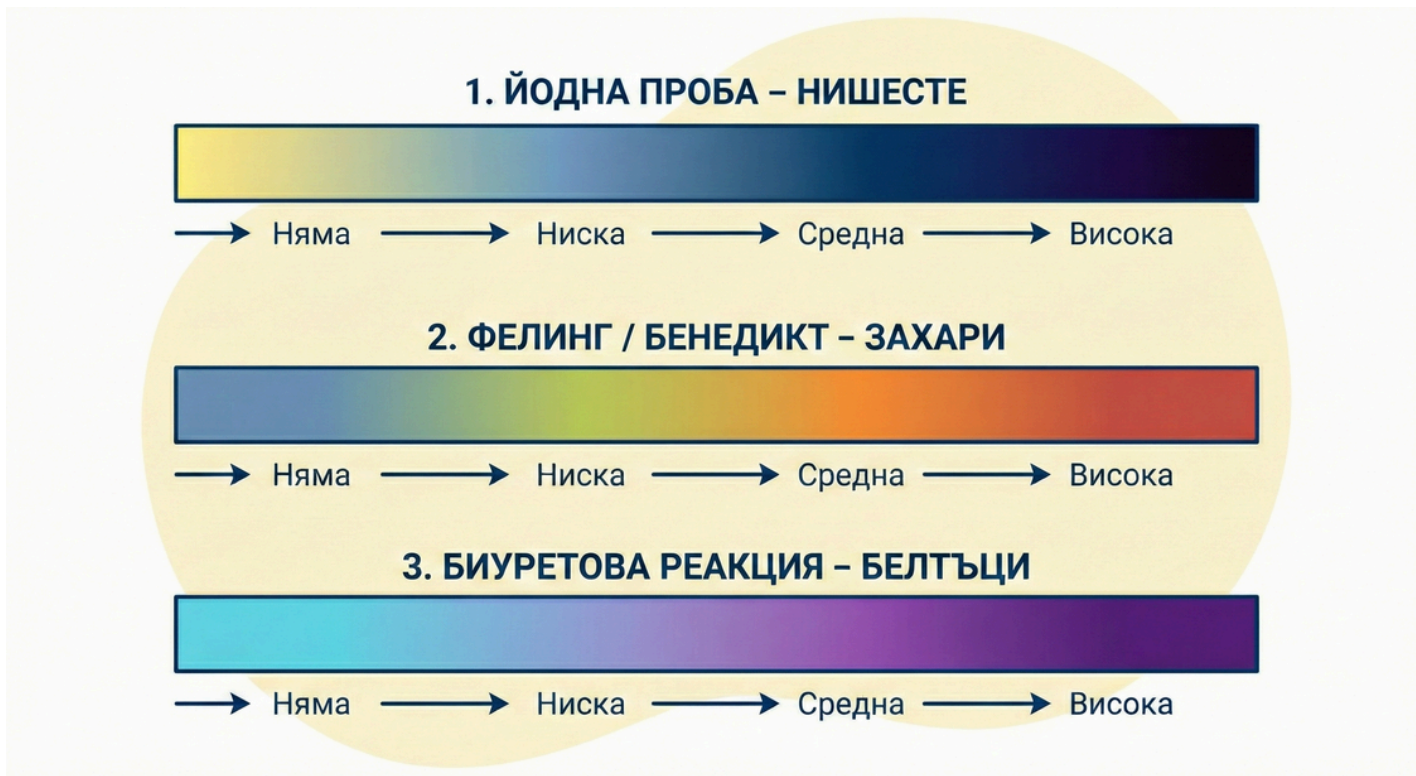 1. ЙОДНА ПРОБА – НИШЕСТЕ
Няма Ниска Средна Висока
2. ФЕЛИНГ / БЕНЕДИКТ – ЗАХАРИ
Няма Ниска Средна Висока
3. БИУРЕТОВА РЕАКЦИЯ – БЕЛТЪЦИ
Няма Ниска Средна Висока